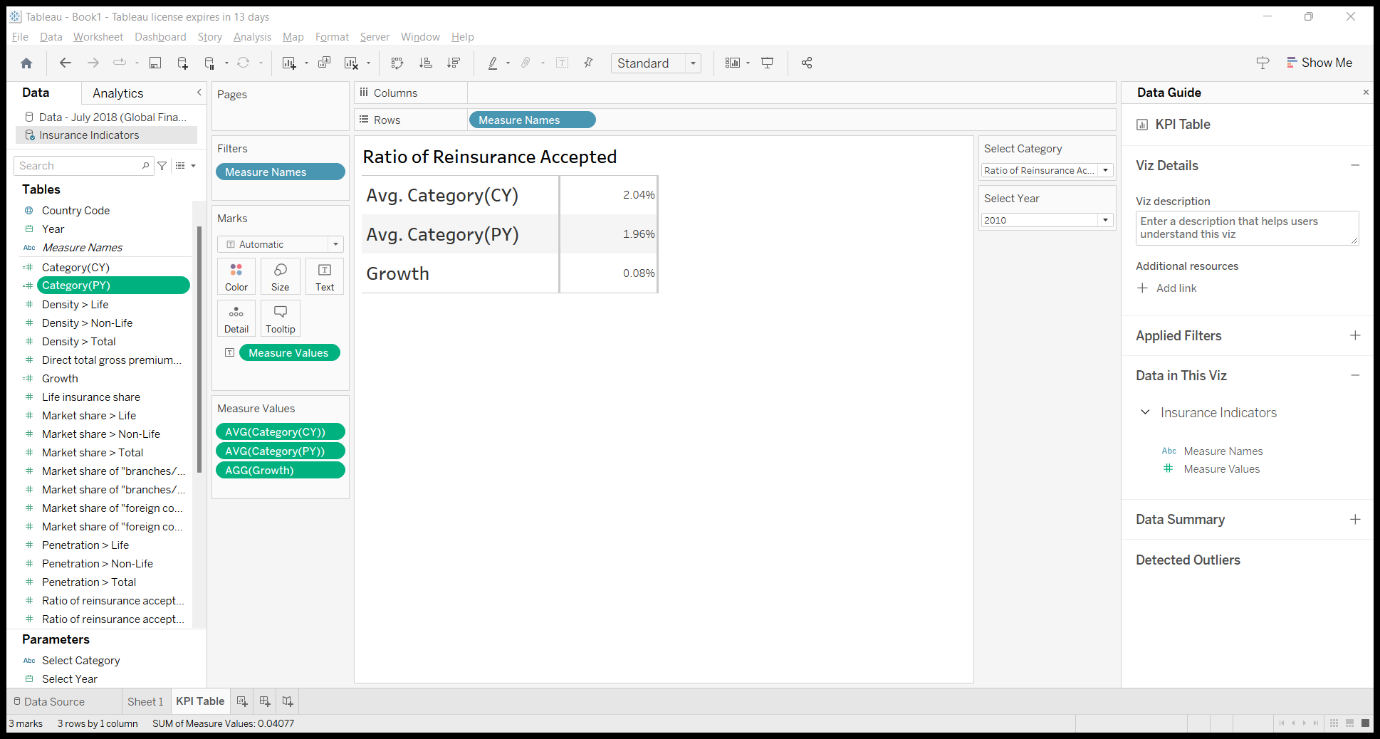 Tableau - Book1 - Tableau license expires in 13 days
File Data Worksheet Dashboard Story Analysis Map Format Server Window Help
Standard
Show Me
Data Analytics
Data - July 2018 (Global Fina...
Insurance Indicators
Search
Tables
Country Code
Year
Abc Measure Names
Category(CY)
Category(PY)
Density > Life
Density > Non-Life
Density > Total
Direct total gross premium...
Growth
Life insurance share
Market share > Life
Market share > Non-Life
Market share > Total
Market share of "branches/...
Market share of "branches/...
Market share of "foreign co...
Market share of "foreign co...
Penetration > Life
Penetration > Non-Life
Penetration > Total
Ratio of reinsurance accept...
Ratio of reinsurance accept...
Parameters
Abc Select Category
Select Year
Pages
Filters
Measure Names
Marks
Automatic
Color Size Text
Detail Tooltip
Measure Values
Measure Values
AVG(Category(CY))
AVG(Category(PY))
AGG(Growth)
Columns
Rows Measure Names
Ratio of Reinsurance Accepted
Avg. Category(CY) 2.04%
Avg. Category(PY) 1.96%
Growth 0.08%
Select Category
Ratio of Reinsurance Ac...
Select Year
2010
Data Guide
KPI Table
Viz Details
Viz description
Enter a description that helps users
understand this viz
Additional resources
Add link
Applied Filters
Data in This Viz
Insurance Indicators
Abc Measure Names
Measure Values
Data Summary
Detected Outliers
Data Source Sheet 1 KPI Table
3 marks 3 rows by 1 column SUM of Measure Values: 0.04077